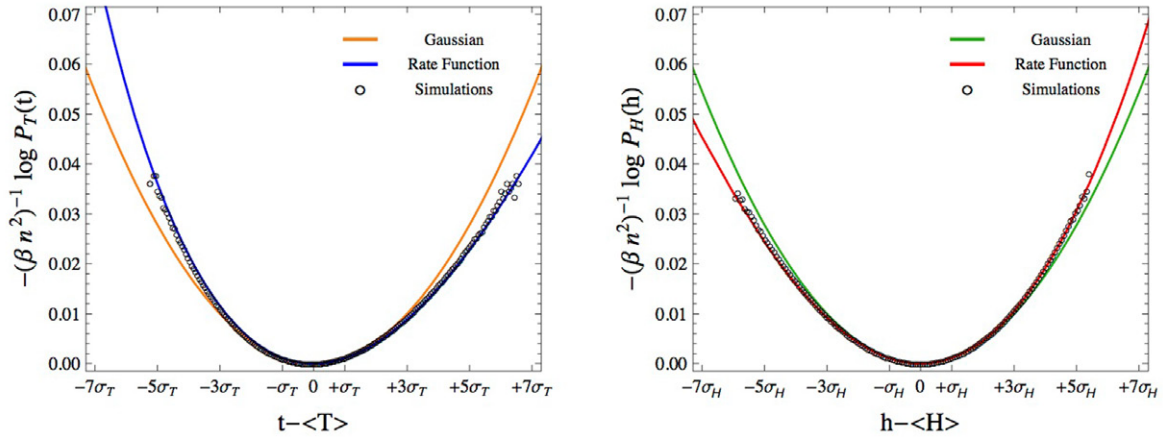 −(β n²)⁻¹ log P_T(t)
0.07
0.06
0.05
0.04
0.03
0.02
0.01
0.00
Gaussian
Rate Function
Simulations
−7σ_T −5σ_T −3σ_T −σ_T 0 +σ_T +3σ_T +5σ_T +7σ_T
t−<T>
−(β n²)⁻¹ log P_H(h)
0.07
0.06
0.05
0.04
0.03
0.02
0.01
0.00
Gaussian
Rate Function
Simulations
−7σ_H −5σ_H −3σ_H −σ_H 0 +σ_H +3σ_H +5σ_H +7σ_H
h−<H>